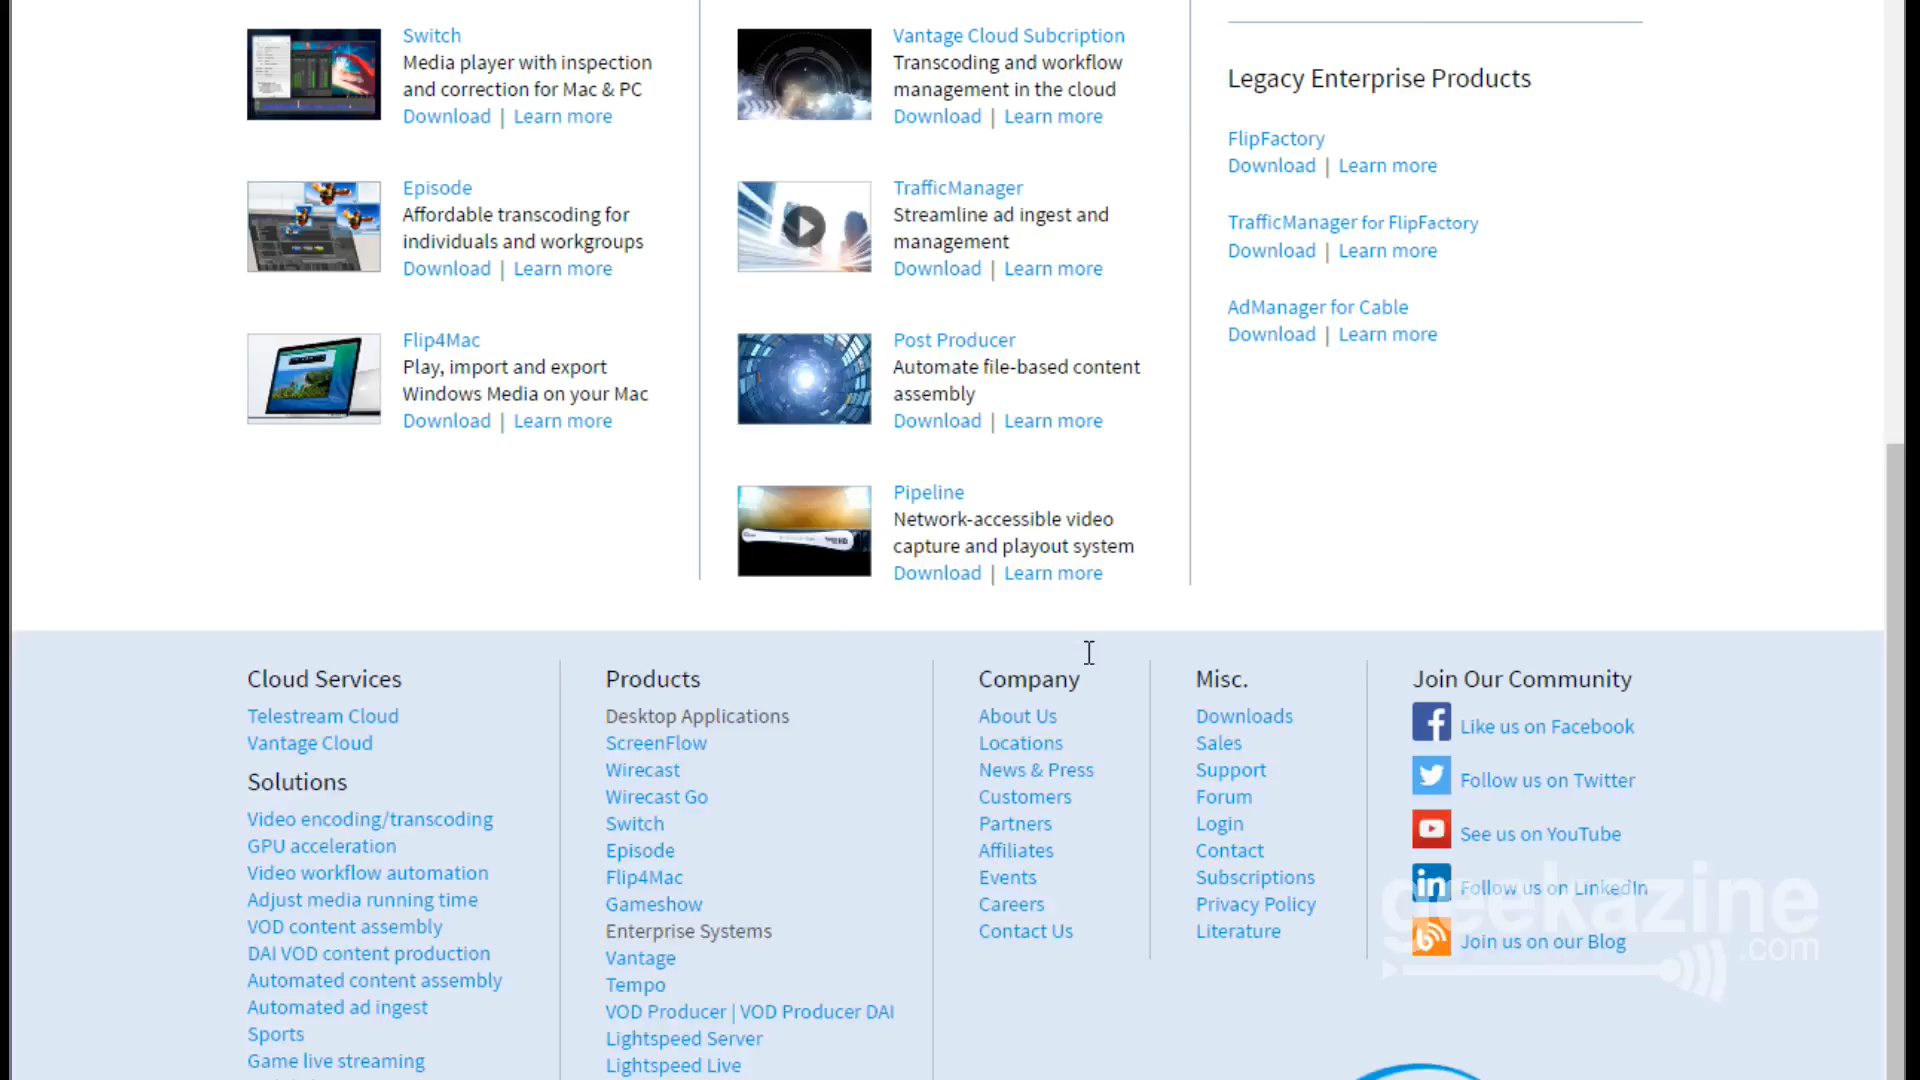 Switch
Media player with inspection
and correction for Mac & PC
Download | Learn more
Episode
Affordable transcoding for
individuals and workgroups
Download | Learn more
Flip4Mac
Play, import and export
Windows Media on your Mac
Download | Learn more
Vantage Cloud Subcription
Transcoding and workflow
management in the cloud
Download | Learn more
TrafficManager
Streamline ad ingest and
management
Download | Learn more
Post Producer
Automate file-based content
assembly
Download | Learn more
Pipeline
Network-accessible video
capture and playout system
Download | Learn more
Legacy Enterprise Products
FlipFactory
Download | Learn more
TrafficManager for FlipFactory
Download | Learn more
AdManager for Cable
Download | Learn more
Cloud Services
Telestream Cloud
Vantage Cloud
Solutions
Video encoding/transcoding
GPU acceleration
Video workflow automation
Adjust media running time
VOD content assembly
DAI VOD content production
Automated content assembly
Automated ad ingest
Sports
Game live streaming
Products
Desktop Applications
ScreenFlow
Wirecast
Wirecast Go
Switch
Episode
Flip4Mac
Gameshow
Enterprise Systems
Vantage
Tempo
VOD Producer | VOD Producer DAI
Lightspeed Server
Lightspeed Live
Company
About Us
Locations
News & Press
Customers
Partners
Affiliates
Events
Careers
Contact Us
Misc.
Downloads
Sales
Support
Forum
Login
Contact
Subscriptions
Privacy Policy
Literature
Join Our Community
Like us on Facebook
Follow us on Twitter
See us on YouTube
Follow us on LinkedIn
Join us on our Blog
geekazine
.com